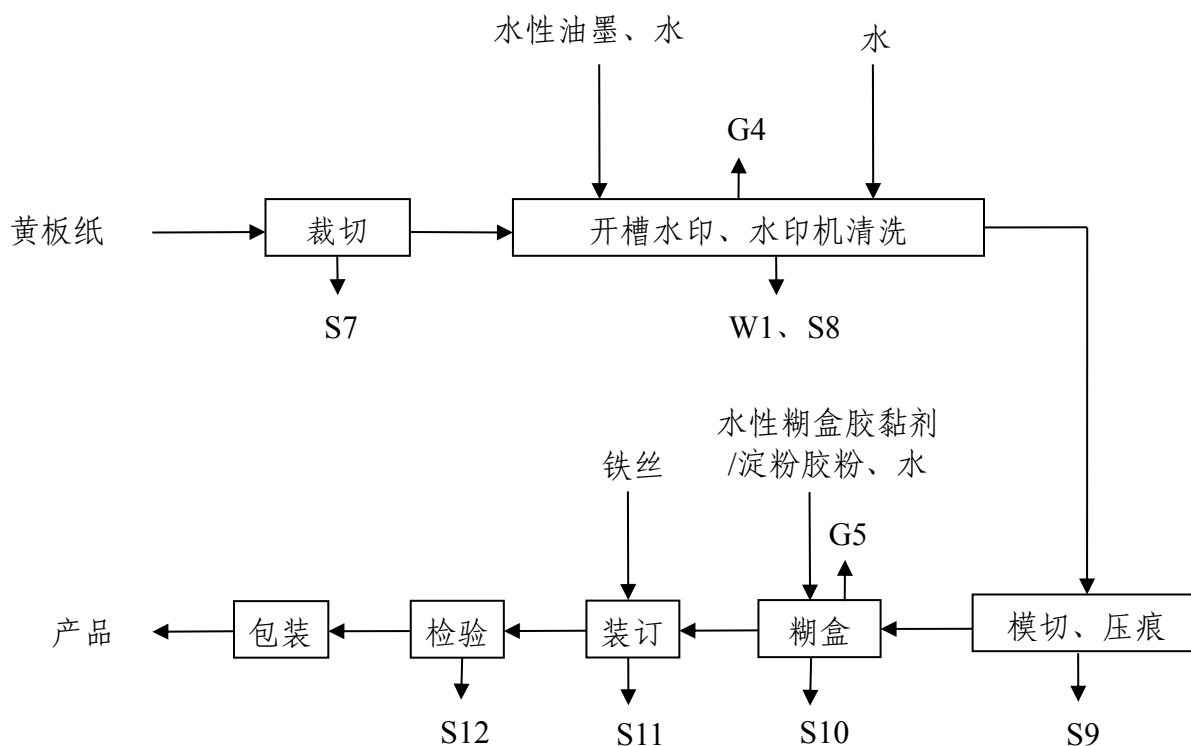 水性油墨、水
水
G4
黄板纸
裁切
开槽水印、水印机清洗
S7
W1、S8
水性糊盒胶黏剂
/淀粉胶粉、水
铁丝
G5
产品
包装
检验
装订
糊盒
模切、压痕
S12
S11
S10
S9